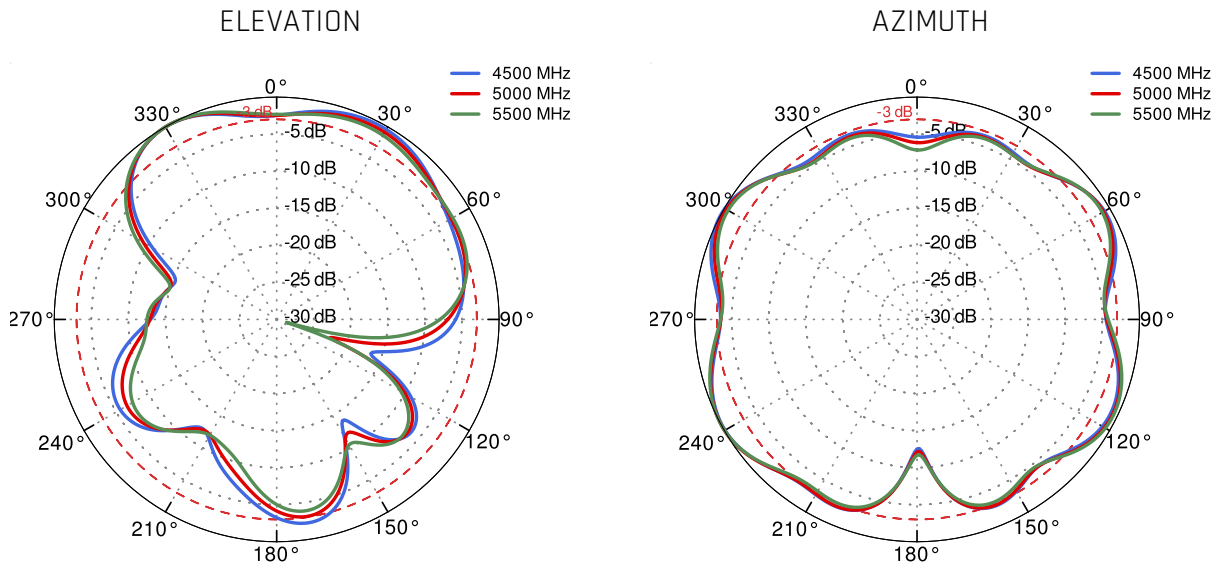 ELEVATION
0°
30°
60°
90°
120°
150°
180°
210°
240°
270°
300°
330°
-3 dB
-5 dB
-10 dB
-15 dB
-20 dB
-25 dB
-30 dB
4500 MHz
5000 MHz
5500 MHz
AZIMUTH
0°
30°
60°
90°
120°
150°
180°
210°
240°
270°
300°
330°
-3 dB
-5 dB
-10 dB
-15 dB
-20 dB
-25 dB
-30 dB
4500 MHz
5000 MHz
5500 MHz